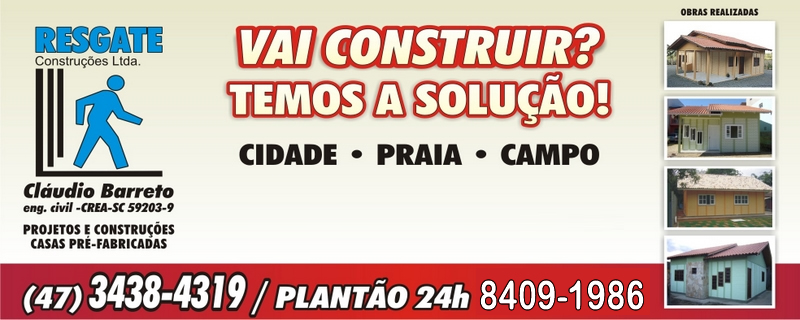 RESGATE
Construções Ltda.
Cláudio Barreto
eng. civil -CREA-SC 59203-9
PROJETOS E CONSTRUÇÕES
CASAS PRÉ-FABRICADAS
VAI CONSTRUIR?
TEMOS A SOLUÇÃO!
CIDADE • PRAIA • CAMPO
OBRAS REALIZADAS
(47) 3438-4319 / PLANTÃO 24h 8409-1986